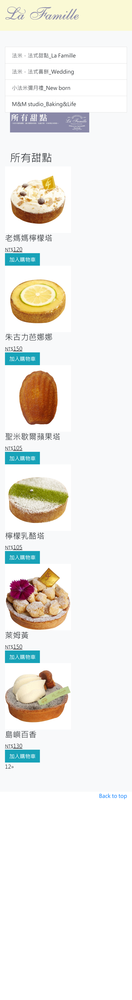 La Famille
法米．法式甜點_La Famille
法米．法式喜餅_Wedding
小法米彌月禮_New born
M&M studio_Baking&Life
所有甜點
La Famille
所有甜點
老媽媽檸檬塔
NT$120
加入購物車
朱古力芭娜娜
NT$150
加入購物車
聖米歇爾蘋果塔
NT$105
加入購物車
檸檬乳酪塔
NT$105
加入購物車
萊姆黃
NT$150
加入購物車
La Famille
島嶼百香
NT$130
加入購物車
12»
Back to top